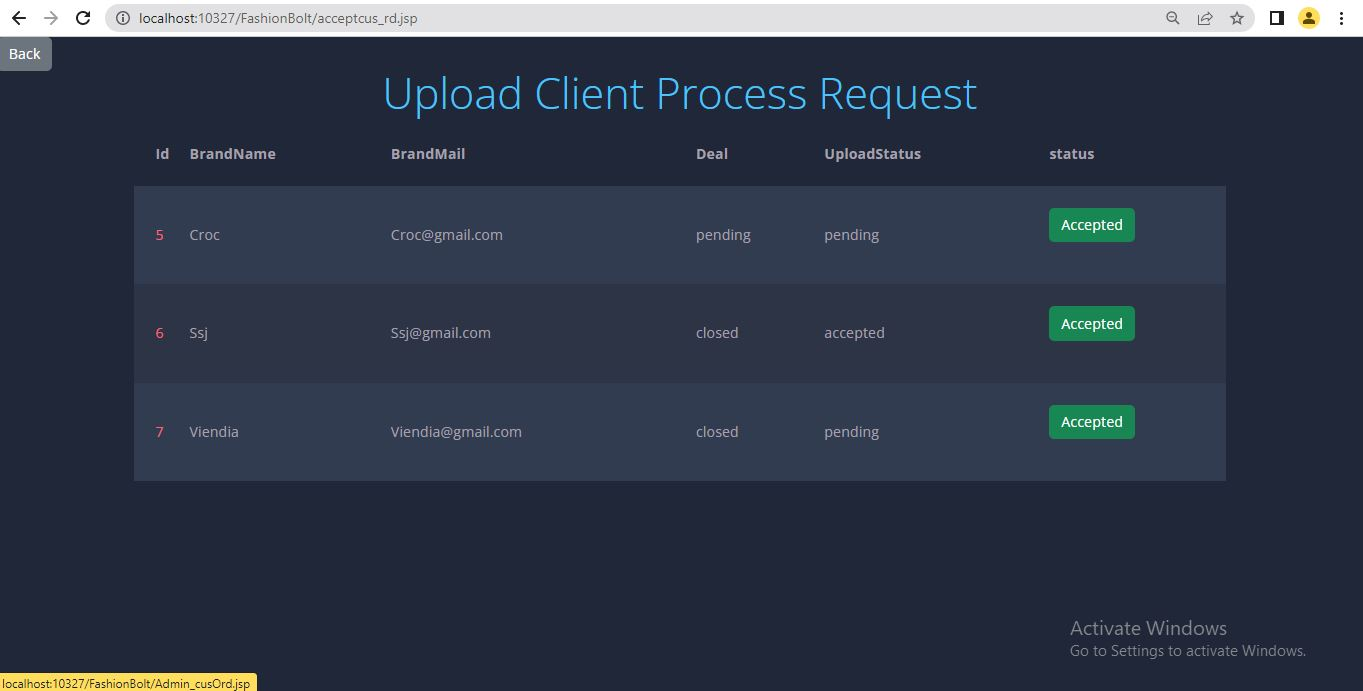 localhost:10327/FashionBolt/acceptcus_rd.jsp
Back
Upload Client Process Request
Id BrandName BrandMail Deal UploadStatus status
5 Croc Croc@gmail.com pending pending Accepted
6 Ssj Ssj@gmail.com closed accepted Accepted
7 Viendia Viendia@gmail.com closed pending Accepted
Activate Windows
Go to Settings to activate Windows.
localhost:10327/FashionBolt/Admin_cusOrd.jsp